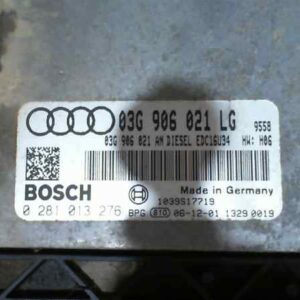 03G 906 021 LG 9558
03G 906 021 AM DIESEL EDC16U34 HW: H06
BOSCH
Made in Germany
1039S17719
0 281 013 276 BPG 810 06-12-01 1329 0019